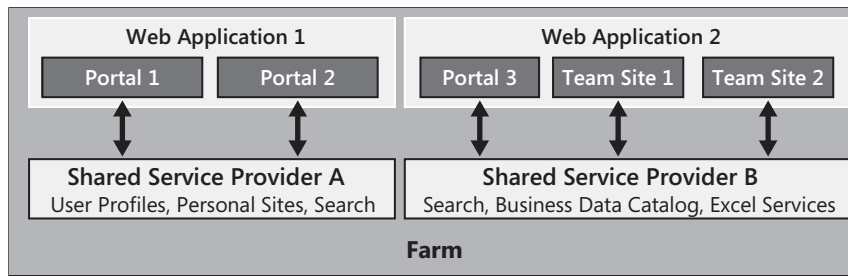 Web Application 1
Portal 1
Portal 2
Web Application 2
Portal 3
Team Site 1
Team Site 2
Shared Service Provider A
User Profiles, Personal Sites, Search
Shared Service Provider B
Search, Business Data Catalog, Excel Services
Farm